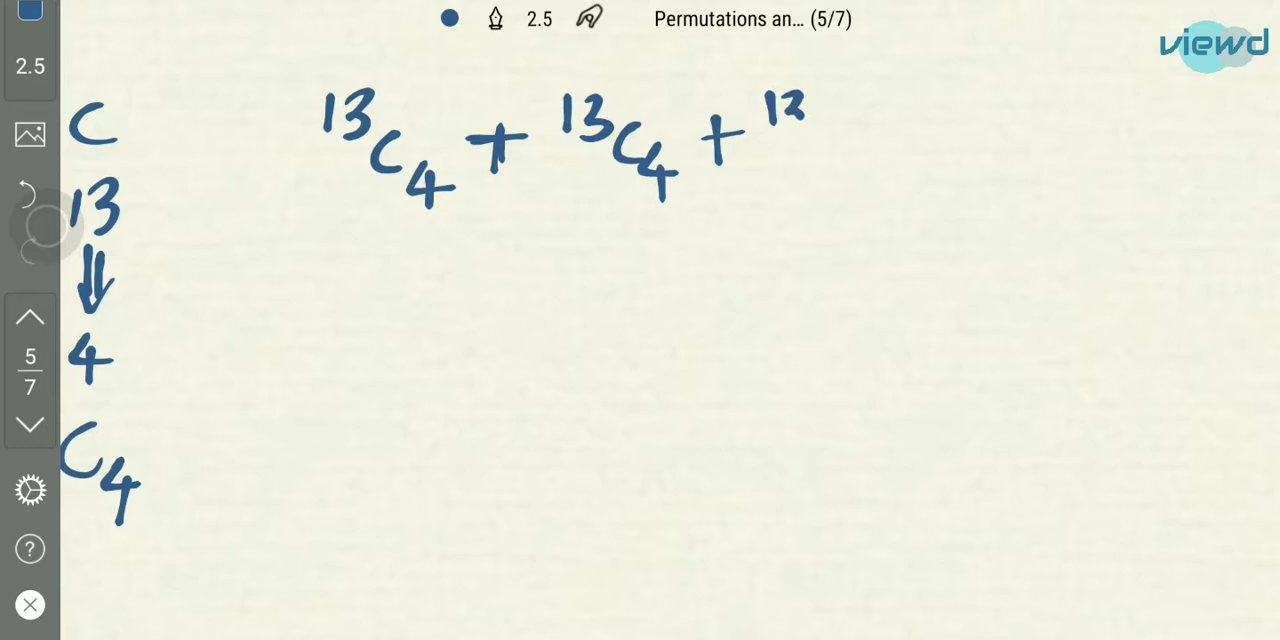 2.5 Permutations an... (5/7)
viewd
2.5
C
13
4
C₄
¹³C₄ + ¹³C₄ + ¹³
5
7
?